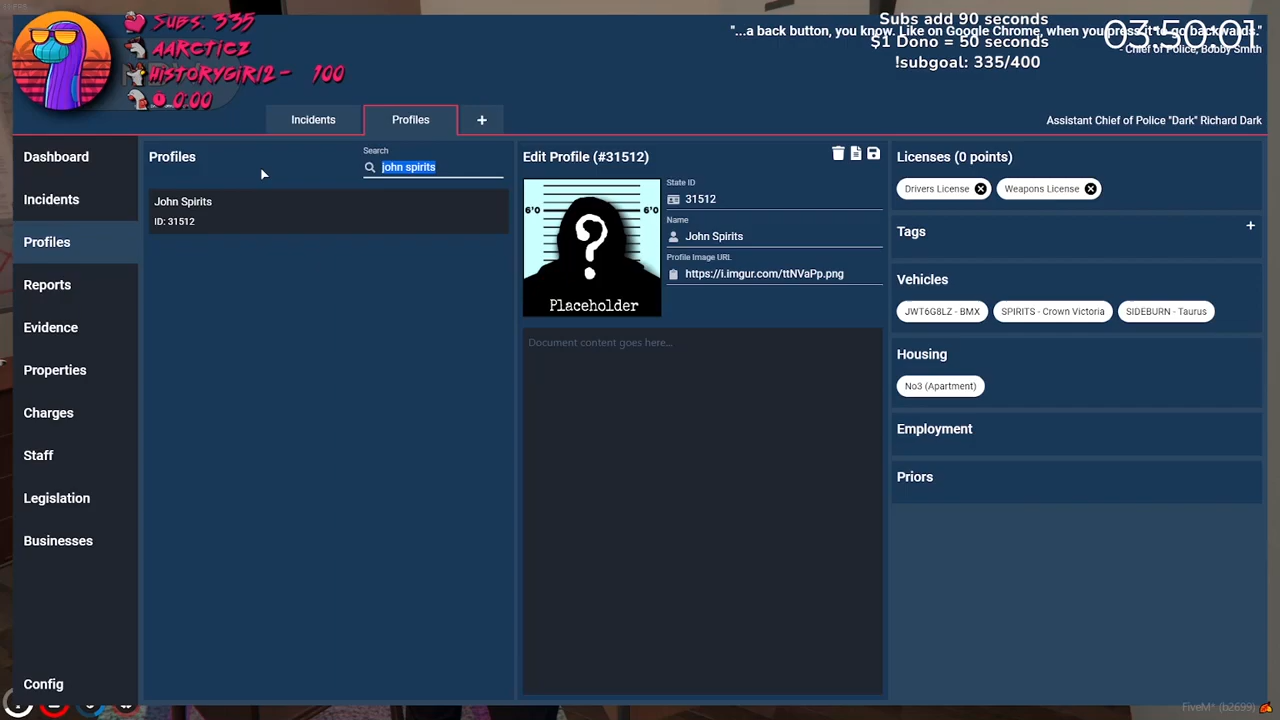 Subs: 335
AARCTICZ
HISTORYGIRL2 - 100
0:00
Subs add 90 seconds
$1 Dono = 50 seconds
!subgoal: 335/400
03:50:01
"...a back button, you know. Like on Google Chrome, when you press it to go backwards."
- Chief of Police, Bobby Smith
Incidents
Profiles
+
Assistant Chief of Police "Dark" Richard Dark
Dashboard
Incidents
Profiles
Reports
Evidence
Properties
Charges
Staff
Legislation
Businesses
Config
Profiles
Search
john spirits
John Spirits
ID: 31512
Edit Profile (#31512)
6'0
6'0
?
Placeholder
State ID
31512
Name
John Spirits
Profile Image URL
https://i.imgur.com/ttNVaPp.png
Document content goes here...
Licenses (0 points)
Drivers License
Weapons License
Tags
+
Vehicles
JWT6G8LZ - BMX
SPIRITS - Crown Victoria
SIDEBURN - Taurus
Housing
No3 (Apartment)
Employment
Priors
FiveM* (b2699)